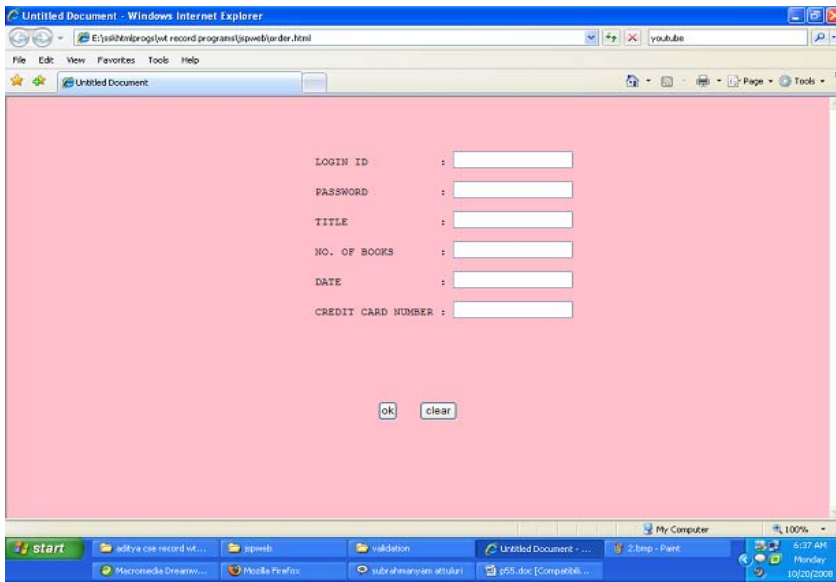 Untitled Document - Windows Internet Explorer
E:\sskhtmlprogs\wt record programs\jspweb\order.html
youtube
File Edit View Favorites Tools Help
Untitled Document
Page Tools
LOGIN ID :
PASSWORD :
TITLE :
NO. OF BOOKS :
DATE :
CREDIT CARD NUMBER :
ok clear
My Computer 100%
start
aditya cse record wt... jspweb validation Untitled Document - ... 2.bmp - Paint 6:37 AM
Monday
Macromedia Dreamw... Mozilla Firefox subrahmanyam attuluri p55.doc [Compatibili... 10/20/200